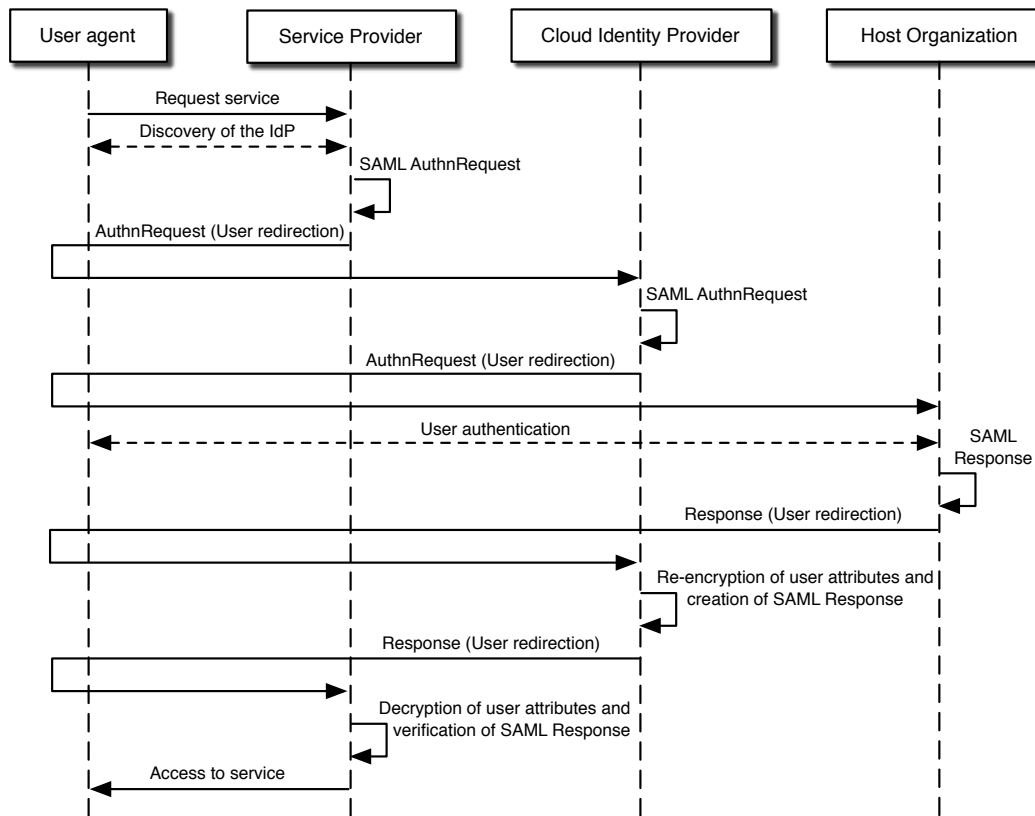 User agent
Service Provider
Cloud Identity Provider
Host Organization
Request service
Discovery of the IdP
SAML AuthnRequest
AuthnRequest (User redirection)
SAML AuthnRequest
AuthnRequest (User redirection)
User authentication
SAML
Response
Response (User redirection)
Re-encryption of user attributes and
creation of SAML Response
Response (User redirection)
Decryption of user attributes and
verification of SAML Response
Access to service